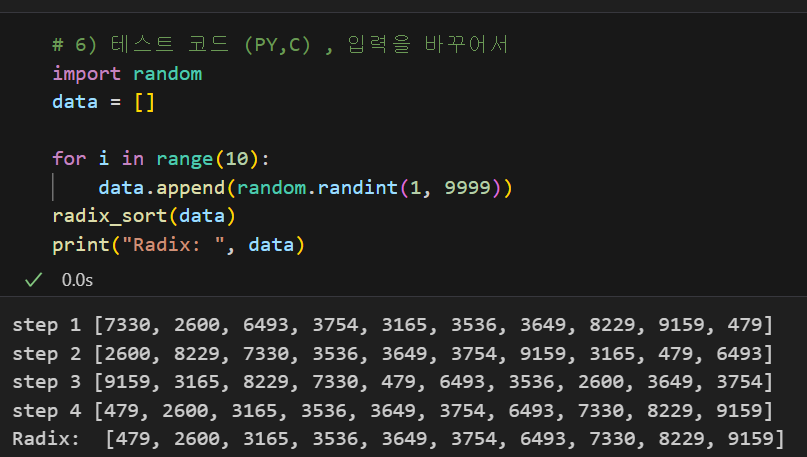 # 6) 테스트 코드 (PY,C) , 입력을 바꾸어서
import random
data = []
for i in range(10):
    data.append(random.randint(1, 9999))
radix_sort(data)
print("Radix: ", data)
0.0s
step 1 [7330, 2600, 6493, 3754, 3165, 3536, 3649, 8229, 9159, 479]
step 2 [2600, 8229, 7330, 3536, 3649, 3754, 9159, 3165, 479, 6493]
step 3 [9159, 3165, 8229, 7330, 479, 6493, 3536, 2600, 3649, 3754]
step 4 [479, 2600, 3165, 3536, 3649, 3754, 6493, 7330, 8229, 9159]
Radix:  [479, 2600, 3165, 3536, 3649, 3754, 6493, 7330, 8229, 9159]